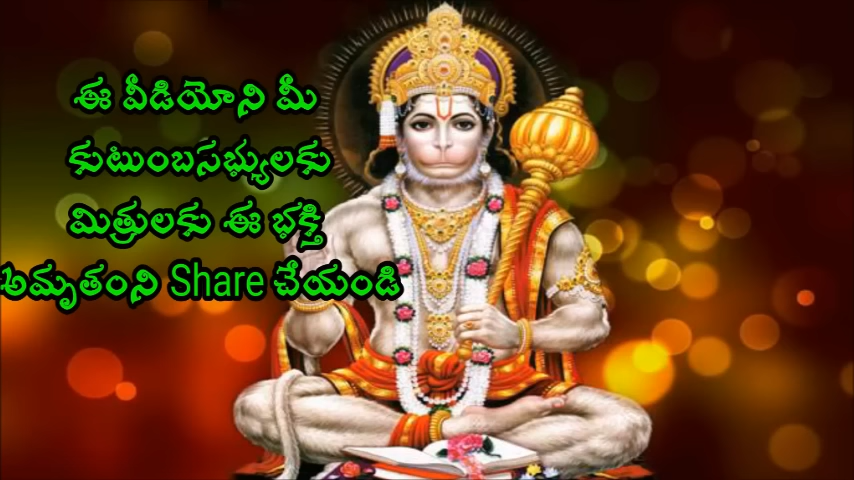 ఈ వీడియోని మీ
కుటుంబసభ్యులకు
మిత్రులకు ఈ భక్తి
అమృతంని Share చేయండి